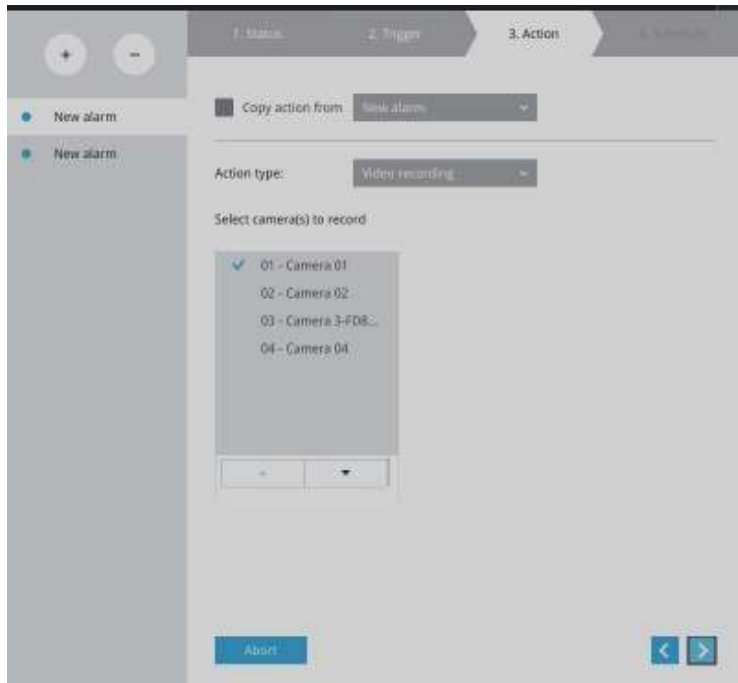 + -
1. Status
2. Trigger
3. Action
New alarm
New alarm
Copy action from New alarm
Action type: Video recording
Select camera(s) to record
01 - Camera 01
02 - Camera 02
03 - Camera 3-FD8...
04 - Camera 04
Abort
< >